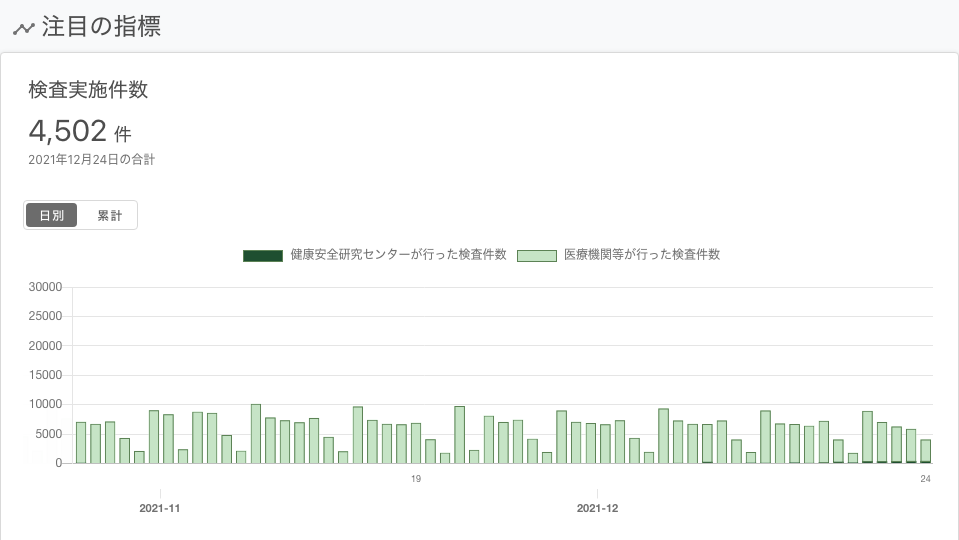 注目の指標
検査実施件数
4,502 件
2021年12月24日の合計
日別 累計
健康安全研究センターが行った検査件数 医療機関等が行った検査件数
30000
25000
20000
15000
10000
5000
0
19 24
2021-11 2021-12